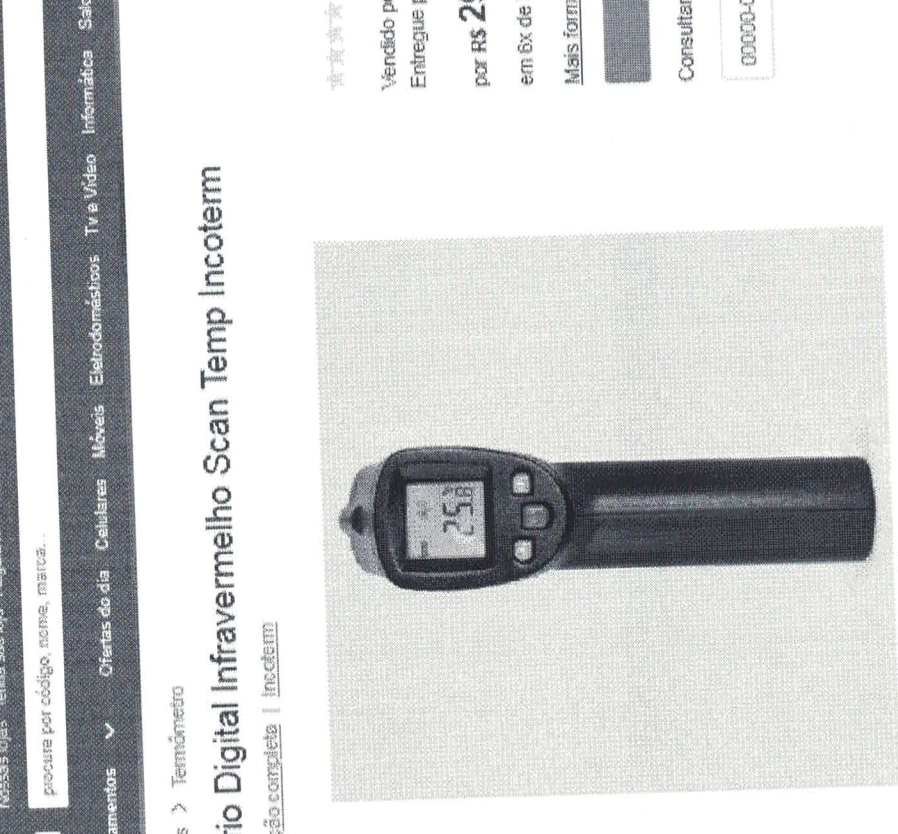 Nossas lojas
procure por código, nome, marca...
amentos Ofertas do dia Celulares Móveis Eletrodomésticos Tv e Vídeo Informática
s > Termômetro
rio Digital Infravermelho Scan Temp Incoterm
ão completa | Incoterm
25.8
Vendido p
Entregue p
por R$ 29
em 6x de
Mais form
Consultar
00000-0